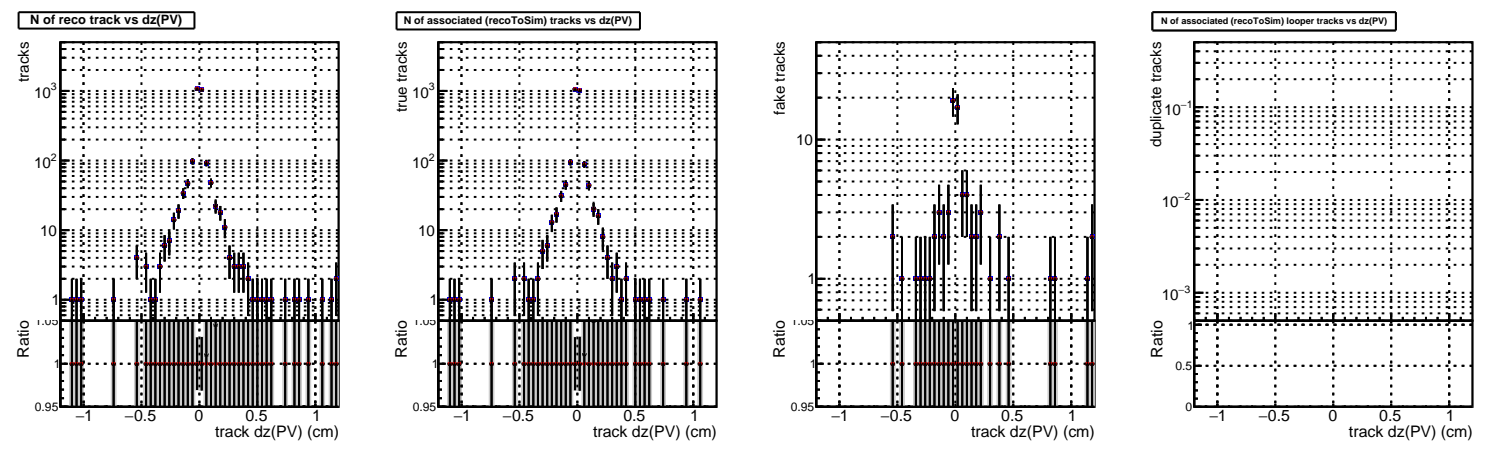 N of reco track vs dz(PV)
tracks
10³
10²
10
1
1.05
Ratio
1
0.95
−1 −0.5 0 0.5 1
track dz(PV) (cm)
N of associated (recoToSim) tracks vs dz(PV)
true tracks
10³
10²
10
1
1.05
Ratio
1
0.95
−1 −0.5 0 0.5 1
track dz(PV) (cm)
fake tracks
10
1
1.05
Ratio
1
0.95
−1 −0.5 0 0.5 1
track dz(PV) (cm)
N of associated (recoToSim) looper tracks vs dz(PV)
duplicate tracks
10⁻¹
10⁻²
10⁻³
Ratio
1
0.5
0
−1 −0.5 0 0.5 1
track dz(PV) (cm)